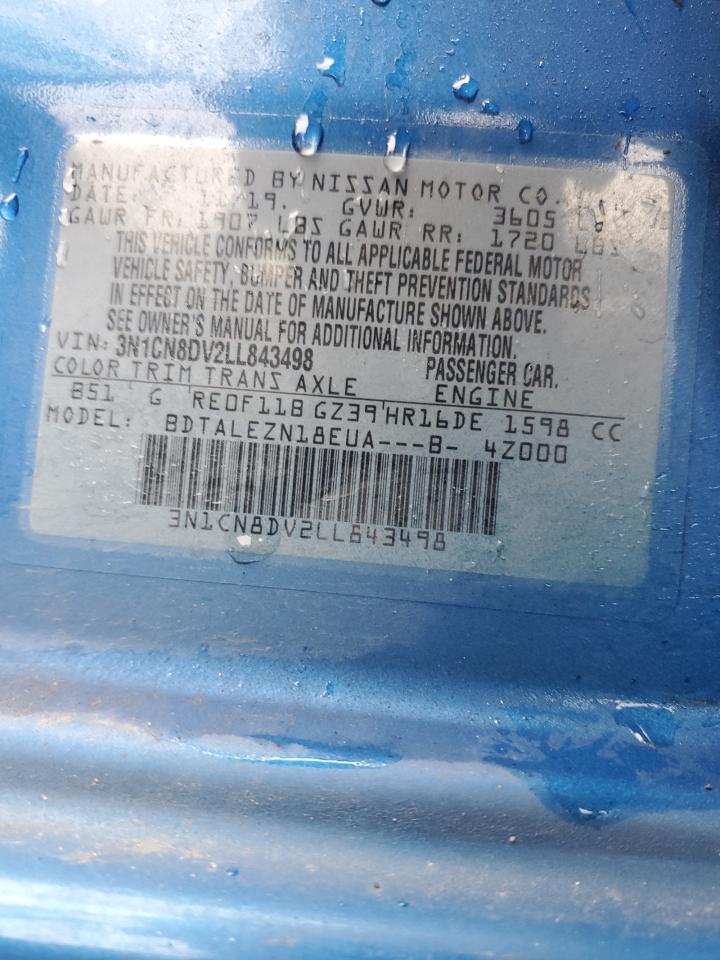 MANUFACTURED BY NISSAN MOTOR CO.,
DATE: 11/19. GVWR: 3605
GAWR FR: 1907 LBS GAWR RR: 1720 LBS
THIS VEHICLE CONFORMS TO ALL APPLICABLE FEDERAL MOTOR
VEHICLE SAFETY, BUMPER AND THEFT PREVENTION STANDARDS
IN EFFECT ON THE DATE OF MANUFACTURE SHOWN ABOVE.
SEE OWNER'S MANUAL FOR ADDITIONAL INFORMATION.
VIN: 3N1CN8DV2LL843498 PASSENGER CAR.
COLOR TRIM TRANS AXLE ENGINE
851 G RE0F11B GZ39 HR16DE 1598 CC
MODEL: BDTALEZN18EUA---B- 4Z000
3N1CN8DV2LL843498